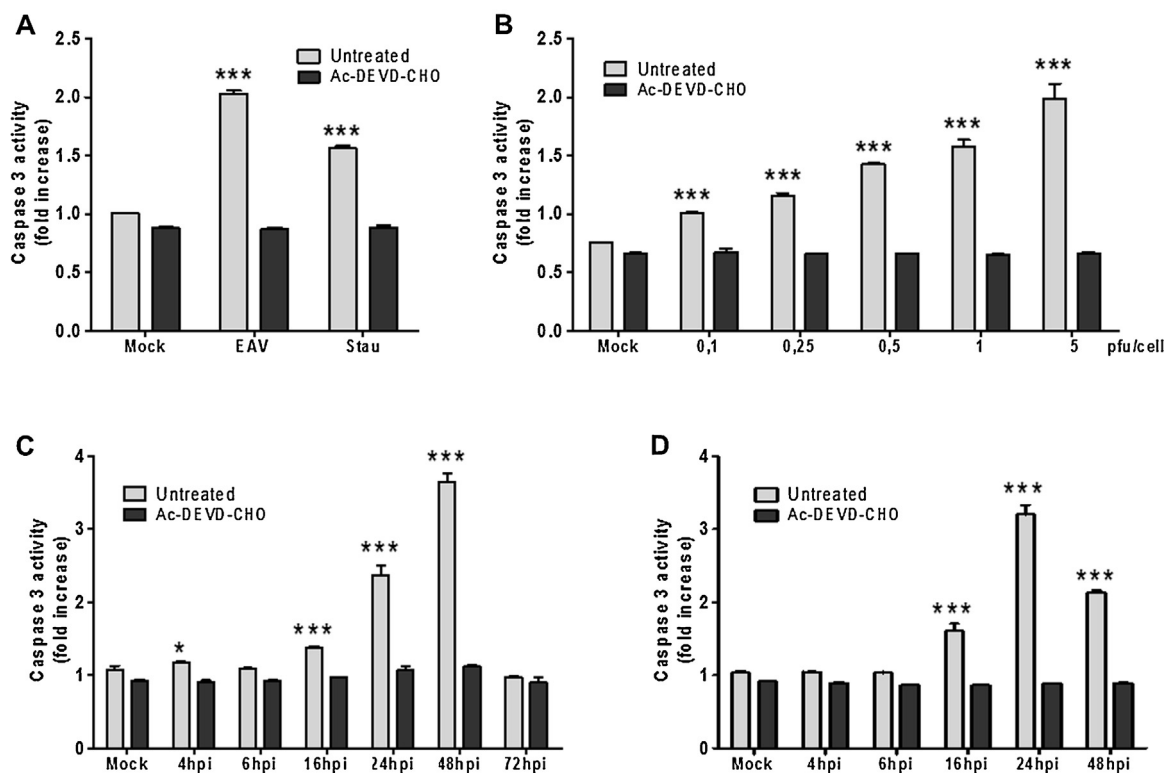 A
Caspase 3 activity
(fold increase)
2.5
2.0
1.5
1.0
0.5
0.0
Untreated
Ac-DEVD-CHO
***
***
Mock EAV Stau
B
Caspase 3 activity
(fold increase)
2.5
2.0
1.5
1.0
0.5
0.0
Untreated
Ac-DEVD-CHO
***
***
***
***
***
Mock 0,1 0,25 0,5 1 5 pfu/cell
C
Caspase 3 activity
(fold increase)
4
3
2
1
0
Untreated
Ac-DEVD-CHO
*
***
***
***
Mock 4hpi 6hpi 16hpi 24hpi 48hpi 72hpi
D
Caspase 3 activity
(fold increase)
4
3
2
1
0
Untreated
Ac-DEVD-CHO
***
***
***
Mock 4hpi 6hpi 16hpi 24hpi 48hpi